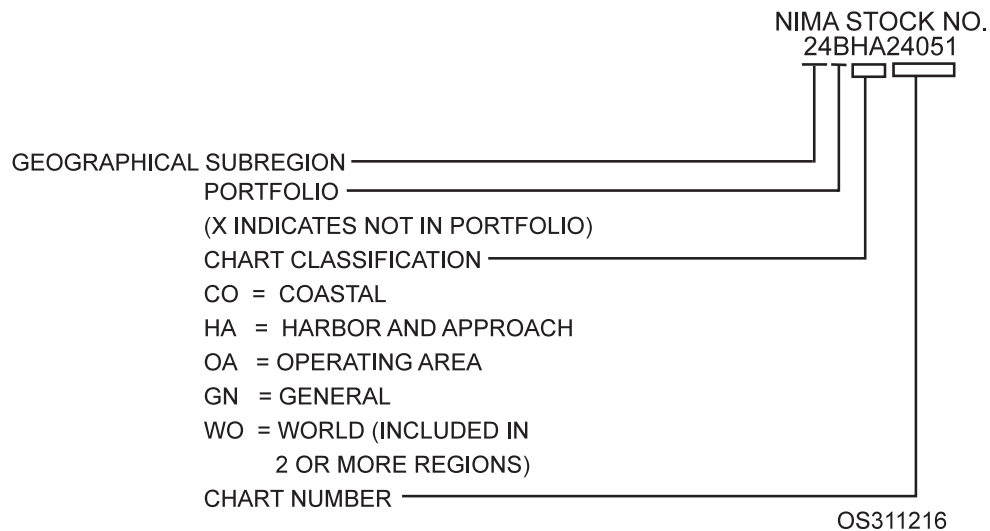 NIMA STOCK NO.
24BHA24051
GEOGRAPHICAL SUBREGION
PORTFOLIO
(X INDICATES NOT IN PORTFOLIO)
CHART CLASSIFICATION
CO = COASTAL
HA = HARBOR AND APPROACH
OA = OPERATING AREA
GN = GENERAL
WO = WORLD (INCLUDED IN
2 OR MORE REGIONS)
CHART NUMBER
OS311216